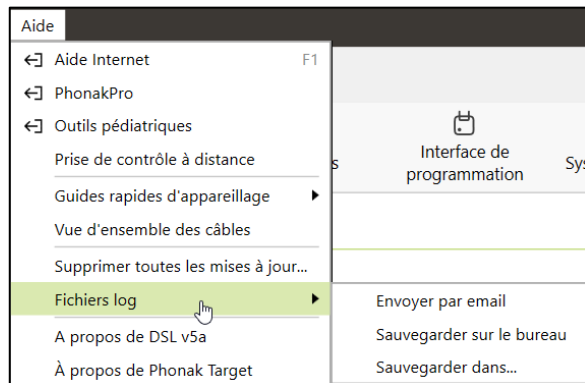 Aide
Aide Internet F1
PhonakPro
Outils pédiatriques
Prise de contrôle à distance
Guides rapides d'appareillage
Vue d'ensemble des câbles
Supprimer toutes les mises à jour...
Fichiers log
A propos de DSL v5a
À propos de Phonak Target
Interface de
programmation
Envoyer par email
Sauvegarder sur le bureau
Sauvegarder dans...